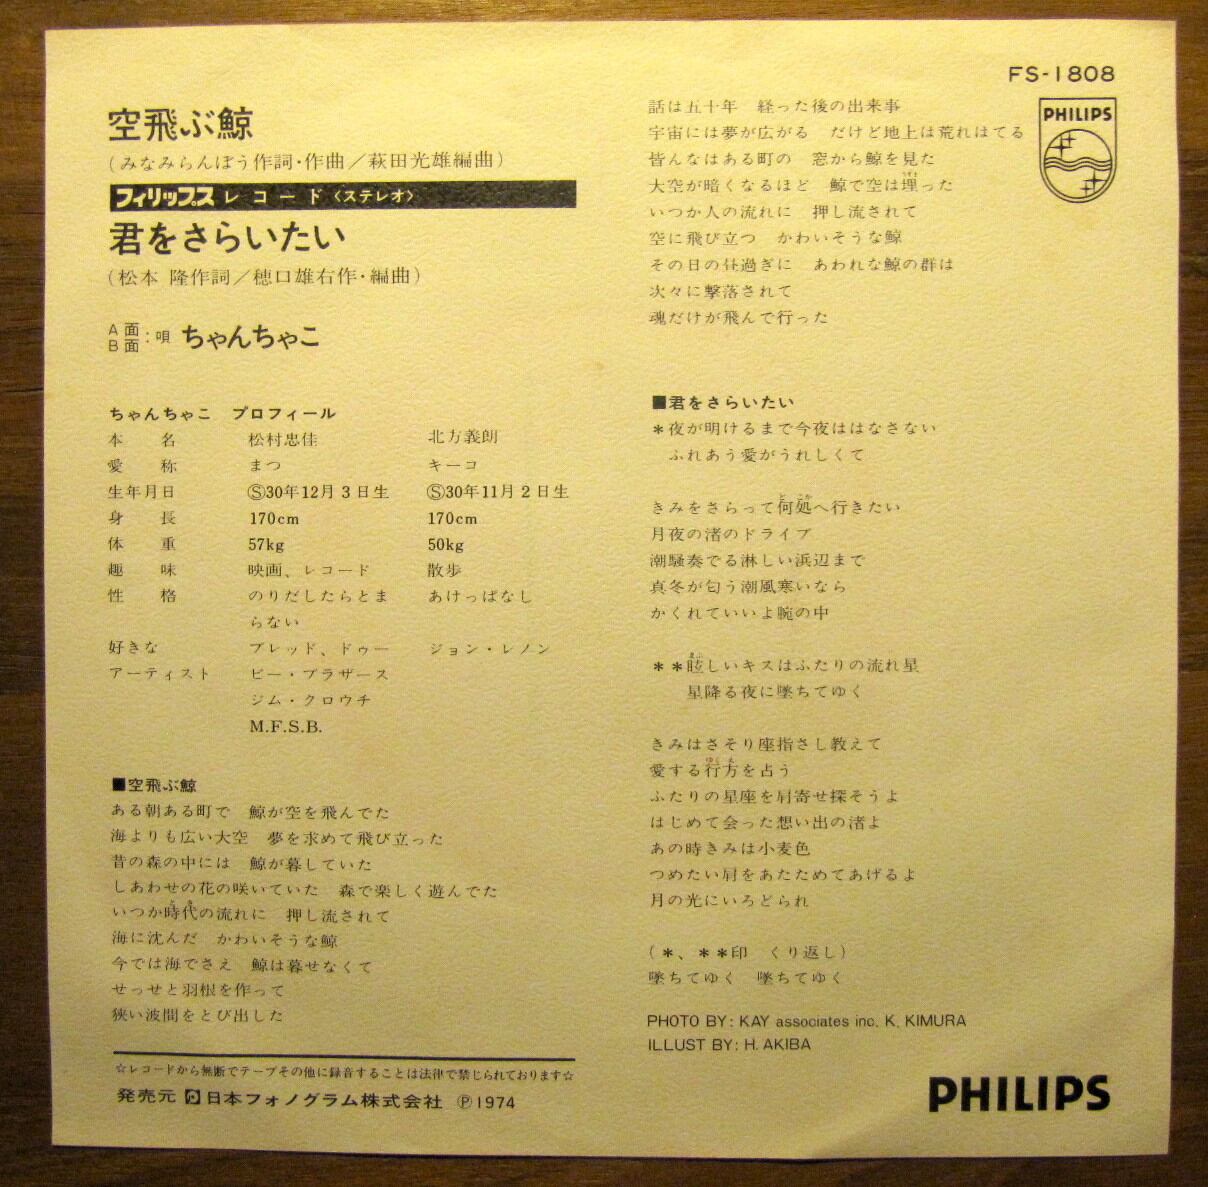 空飛ぶ鯨
(みなみらんぼう作詞・作曲／萩田光雄編曲)
フィリップス レコード〈ステレオ〉
君をさらいたい
(松本 隆作詞／穂口雄右作・編曲)
A面
B面 : 唄 ちゃんちゃこ
ちゃんちゃこ プロフィール
本 名 松村忠佳 北方義朗
愛 称 まつ キーコ
生年月日 Ⓢ30年12月3日生 Ⓢ30年11月2日生
身 長 170cm 170cm
体 重 57kg 50kg
趣 味 映画、レコード 散歩
性 格 のりだしたらとま あけっぱなし
らない
好きな ブレッド、ドゥー ジョン・レノン
アーティスト ビー・ブラザース
ジム・クロウチ
M.F.S.B.
■空飛ぶ鯨
ある朝ある町で 鯨が空を飛んでた
海よりも広い大空 夢を求めて飛び立った
昔の森の中には 鯨が暮していた
しあわせの花の咲いていた 森で楽しく遊んでた
いつか時代の流れに 押し流されて
海に沈んだ かわいそうな鯨
今では海でさえ 鯨は暮せなくて
せっせと羽根を作って
狭い波間をとび出した
☆レコードから無断でテープその他に録音することは法律で禁じられております☆
発売元 日本フォノグラム株式会社 Ⓟ1974
FS-1808
PHILIPS
話は五十年 経った後の出来事
宇宙には夢が広がる だけど地上は荒れはてる
皆んなはある町の 窓から鯨を見た
大空が暗くなるほど 鯨で空は埋った
いつか人の流れに 押し流されて
空に飛び立つ かわいそうな鯨
その日の昼過ぎに あわれな鯨の群は
次々に撃落されて
魂だけが飛んで行った
■君をさらいたい
＊夜が明けるまで今夜ははなさない
ふれあう愛がうれしくて
きみをさらって何処へ行きたい
月夜の渚のドライブ
潮騒奏でる淋しい浜辺まで
真冬が匂う潮風寒いなら
かくれていいよ腕の中
＊＊眩しいキスはふたりの流れ星
星降る夜に墜ちてゆく
きみはさそり座指さし教えて
愛する行方を占う
ふたりの星座を肩寄せ探そうよ
はじめて会った想い出の渚よ
あの時きみは小麦色
つめたい肩をあたためてあげるよ
月の光にいろどられ
(＊、＊＊印 くり返し)
墜ちてゆく 墜ちてゆく
PHOTO BY: KAY associates inc. K. KIMURA
ILLUST BY: H. AKIBA
PHILIPS